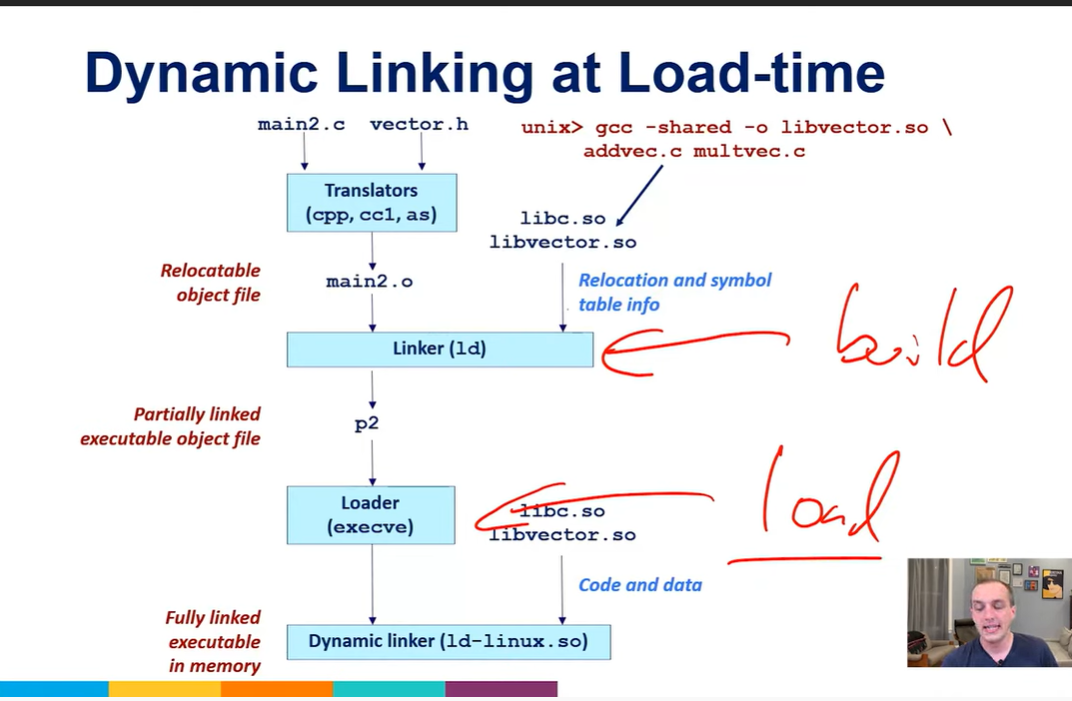 Dynamic Linking at Load-time
main2.c vector.h
unix> gcc -shared -o libvector.so \
addvec.c multvec.c
Translators
(cpp, cc1, as)
libc.so
libvector.so
Relocatable
object file
main2.o
Relocation and symbol
table info
Linker (ld)
build
Partially linked
executable object file
p2
Loader
(execve)
libc.so
libvector.so
load
Code and data
Fully linked
executable
in memory
Dynamic linker (ld-linux.so)